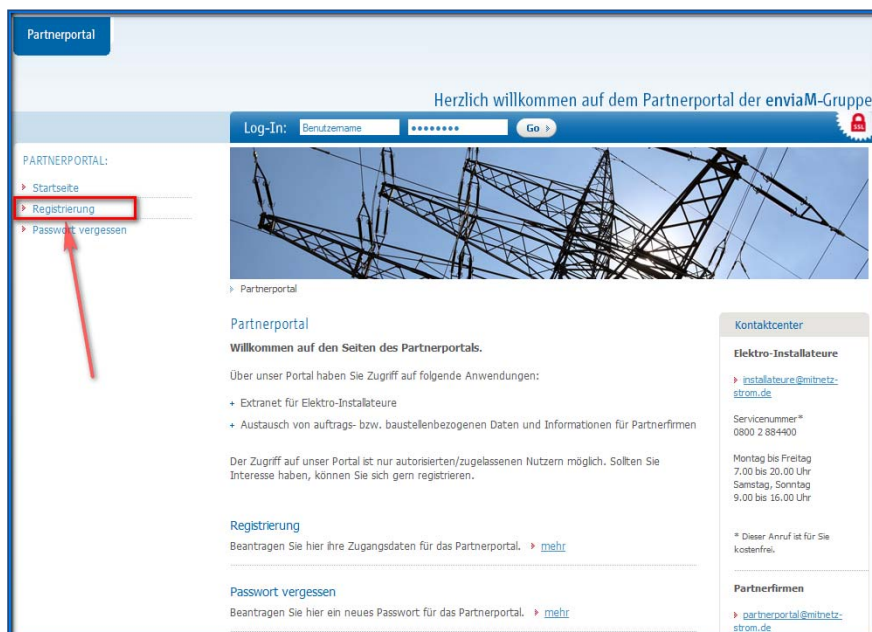 Partnerportal
Herzlich willkommen auf dem Partnerportal der enviaM-Gruppe
Log-In: Benutzername •••••••• Go
SSL
PARTNERPORTAL:
Startseite
Registrierung
Passwort vergessen
Partnerportal
Partnerportal
Willkommen auf den Seiten des Partnerportals.
Über unser Portal haben Sie Zugriff auf folgende Anwendungen:
+ Extranet für Elektro-Installateure
+ Austausch von auftrags- bzw. baustellenbezogenen Daten und Informationen für Partnerfirmen
Der Zugriff auf unser Portal ist nur autorisierten/zugelassenen Nutzern möglich. Sollten Sie
Interesse haben, können Sie sich gern registrieren.
Registrierung
Beantragen Sie hier ihre Zugangsdaten für das Partnerportal. mehr
Passwort vergessen
Beantragen Sie hier ein neues Passwort für das Partnerportal. mehr
Kontaktcenter
Elektro-Installateure
installateure@mitnetz-
strom.de
Servicenummer*
0800 2 884400
Montag bis Freitag
7.00 bis 20.00 Uhr
Samstag, Sonntag
9.00 bis 16.00 Uhr
* Dieser Anruf ist für Sie
kostenfrei.
Partnerfirmen
partnerportal@mitnetz-
strom.de